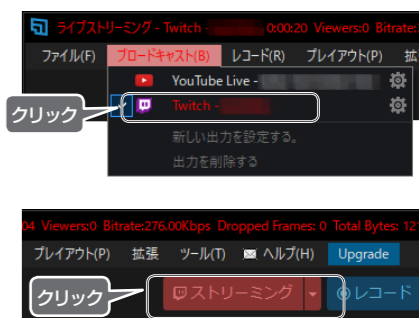 ライブストリーミング - Twitch - 0:00:20 Viewers:0 Bitrate:
ファイル(F) ブロードキャスト(B) レコード(R) プレイアウト(P) 拡
YouTube Live -
クリック Twitch -
新しい出力を設定する。
出力を削除する
04 Viewers:0 Bitrate:276.00Kbps Dropped Frames: 0 Total Bytes: 12
プレイアウト(P) 拡張 ツール(T) ヘルプ(H) Upgrade
クリック ストリーミング レコード